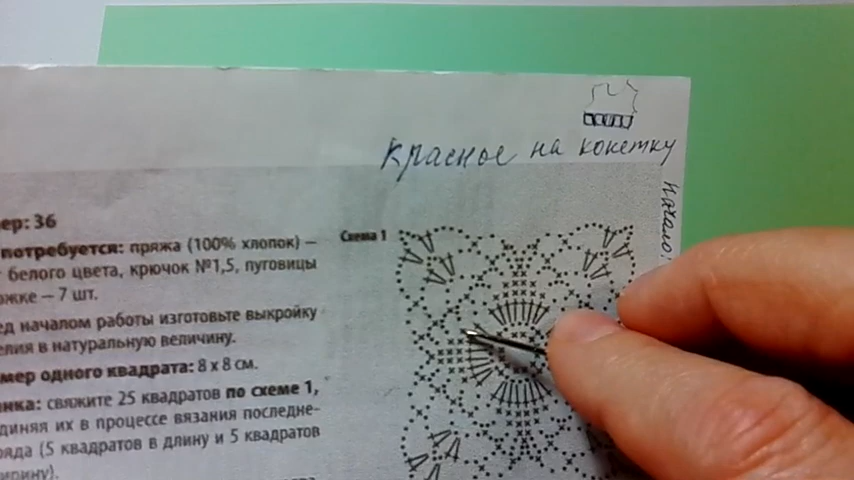 Красное на кокетку
начало!
ер: 36
потребуется: пряжа (100% хлопок) –
белого цвета, крючок №1,5, пуговицы
– 7 шт.
ед началом работы изготовьте выкройку
елия в натуральную величину.
мер одного квадрата: 8 x 8 см.
нка: свяжите 25 квадратов по схеме 1,
диняя их в процессе вязания последне-
ряда (5 квадратов в длину и 5 квадратов
ирину).
Схема 1